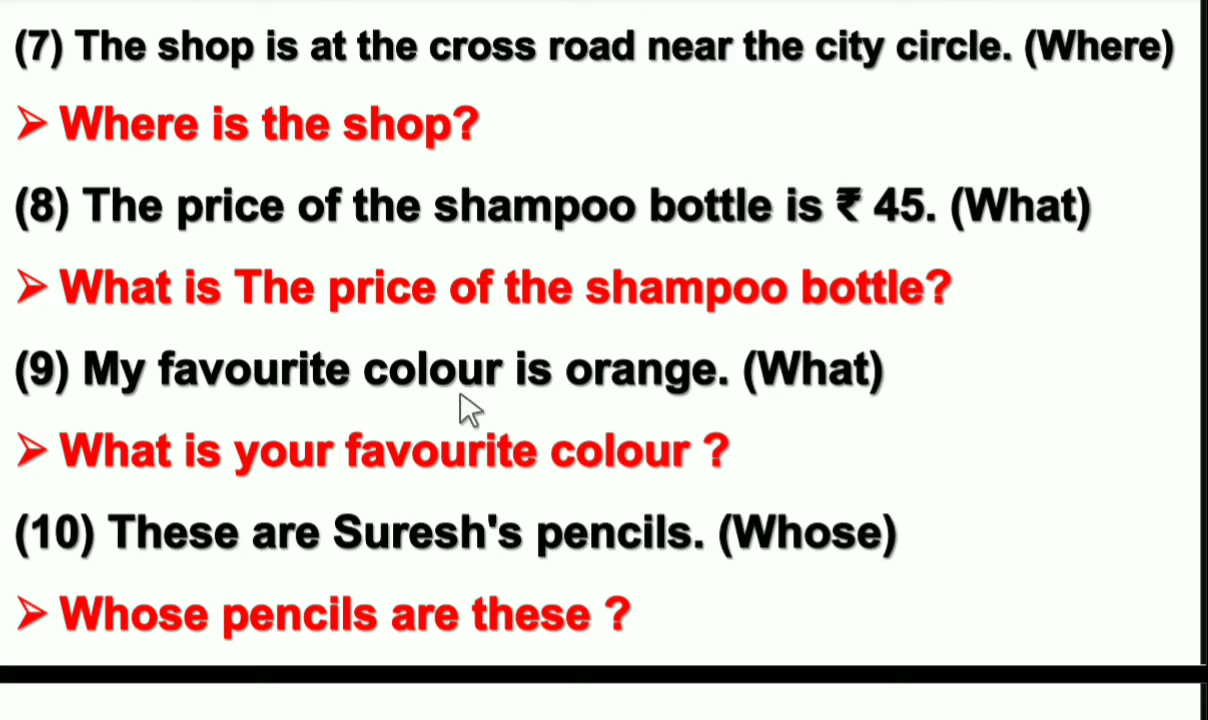 (7) The shop is at the cross road near the city circle. (Where)
➢ Where is the shop?
(8) The price of the shampoo bottle is ₹ 45. (What)
➢ What is The price of the shampoo bottle?
(9) My favourite colour is orange. (What)
➢ What is your favourite colour ?
(10) These are Suresh's pencils. (Whose)
➢ Whose pencils are these ?